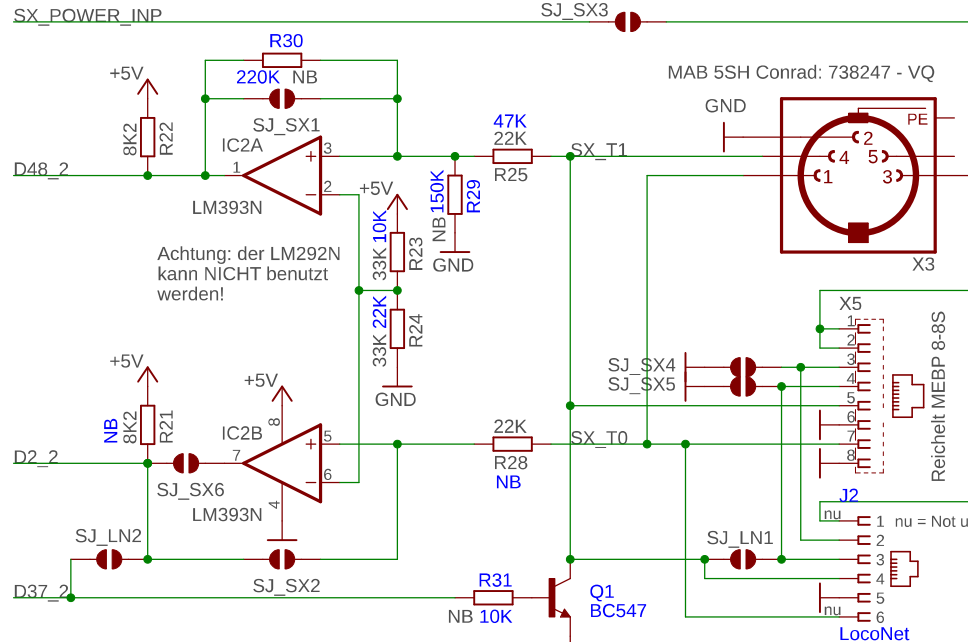 SX_POWER_INP
SJ_SX3
R30
220K NB
SJ_SX1
+5V
8K2
R22
D48_2
IC2A
1
3
2
LM393N
47K
22K
R25
SX_T1
150K
R29
NB
GND
+5V
10K
33K
R23
22K
33K
R24
GND
Achtung: der LM292N
kann NICHT benutzt
werden!
MAB 5SH Conrad: 738247 - VQ
GND
PE
2
4
5
1
3
X3
+5V
NB
8K2
R21
D2_2
SJ_SX6
+5V
IC2B
8
7
5
6
4
LM393N
22K
R28
NB
SX_T0
SJ_LN2
SJ_SX2
D37_2
R31
NB 10K
Q1
BC547
SJ_SX4
SJ_SX5
SJ_LN1
X5
1
2
3
4
5
6
7
8
Reichelt MEBP 8-8S
J2
nu
1 nu = Not u
2
3
4
5
nu
6
LocoNet